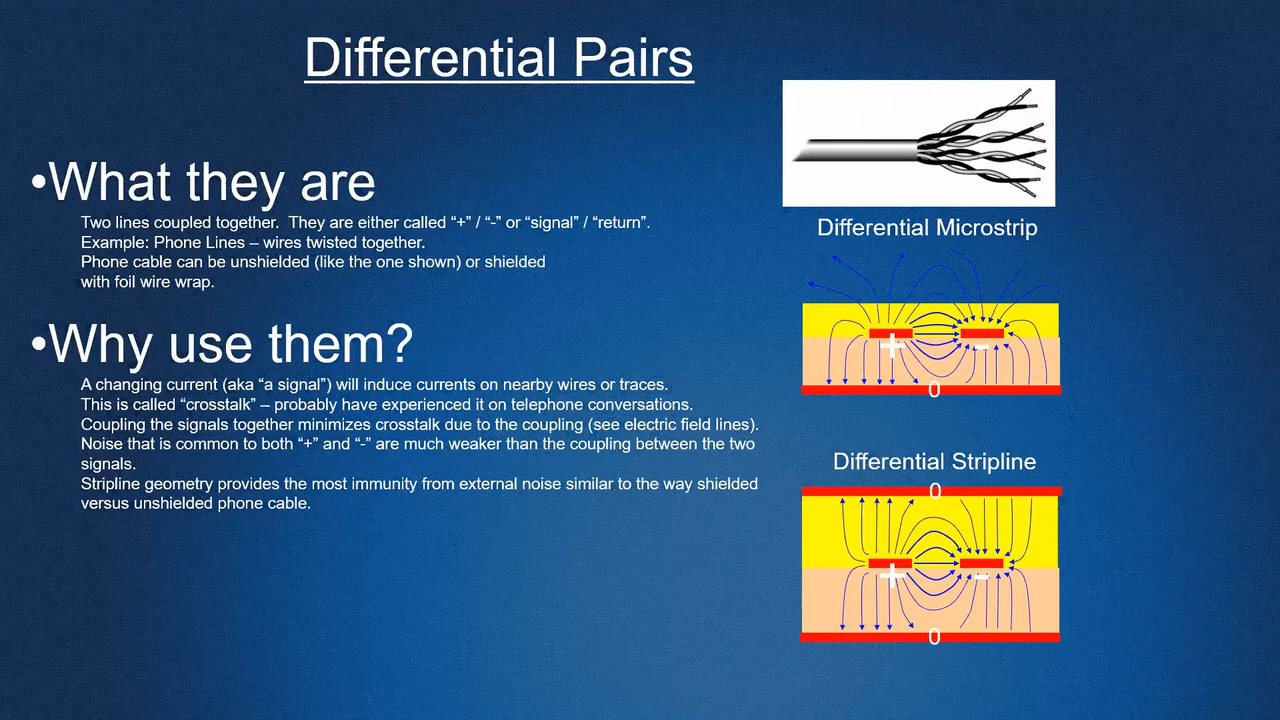 Differential Pairs
•What they are
Two lines coupled together.  They are either called “+” / “-” or “signal” / “return”.
Example: Phone Lines – wires twisted together.
Phone cable can be unshielded (like the one shown) or shielded
with foil wire wrap.
•Why use them?
A changing current (aka “a signal”) will induce currents on nearby wires or traces.
This is called “crosstalk” – probably have experienced it on telephone conversations.
Coupling the signals together minimizes crosstalk due to the coupling (see electric field lines).
Noise that is common to both “+” and “-” are much weaker than the coupling between the two
signals.
Stripline geometry provides the most immunity from external noise similar to the way shielded
versus unshielded phone cable.
Differential Microstrip
+ -
0
Differential Stripline
0
+ -
0